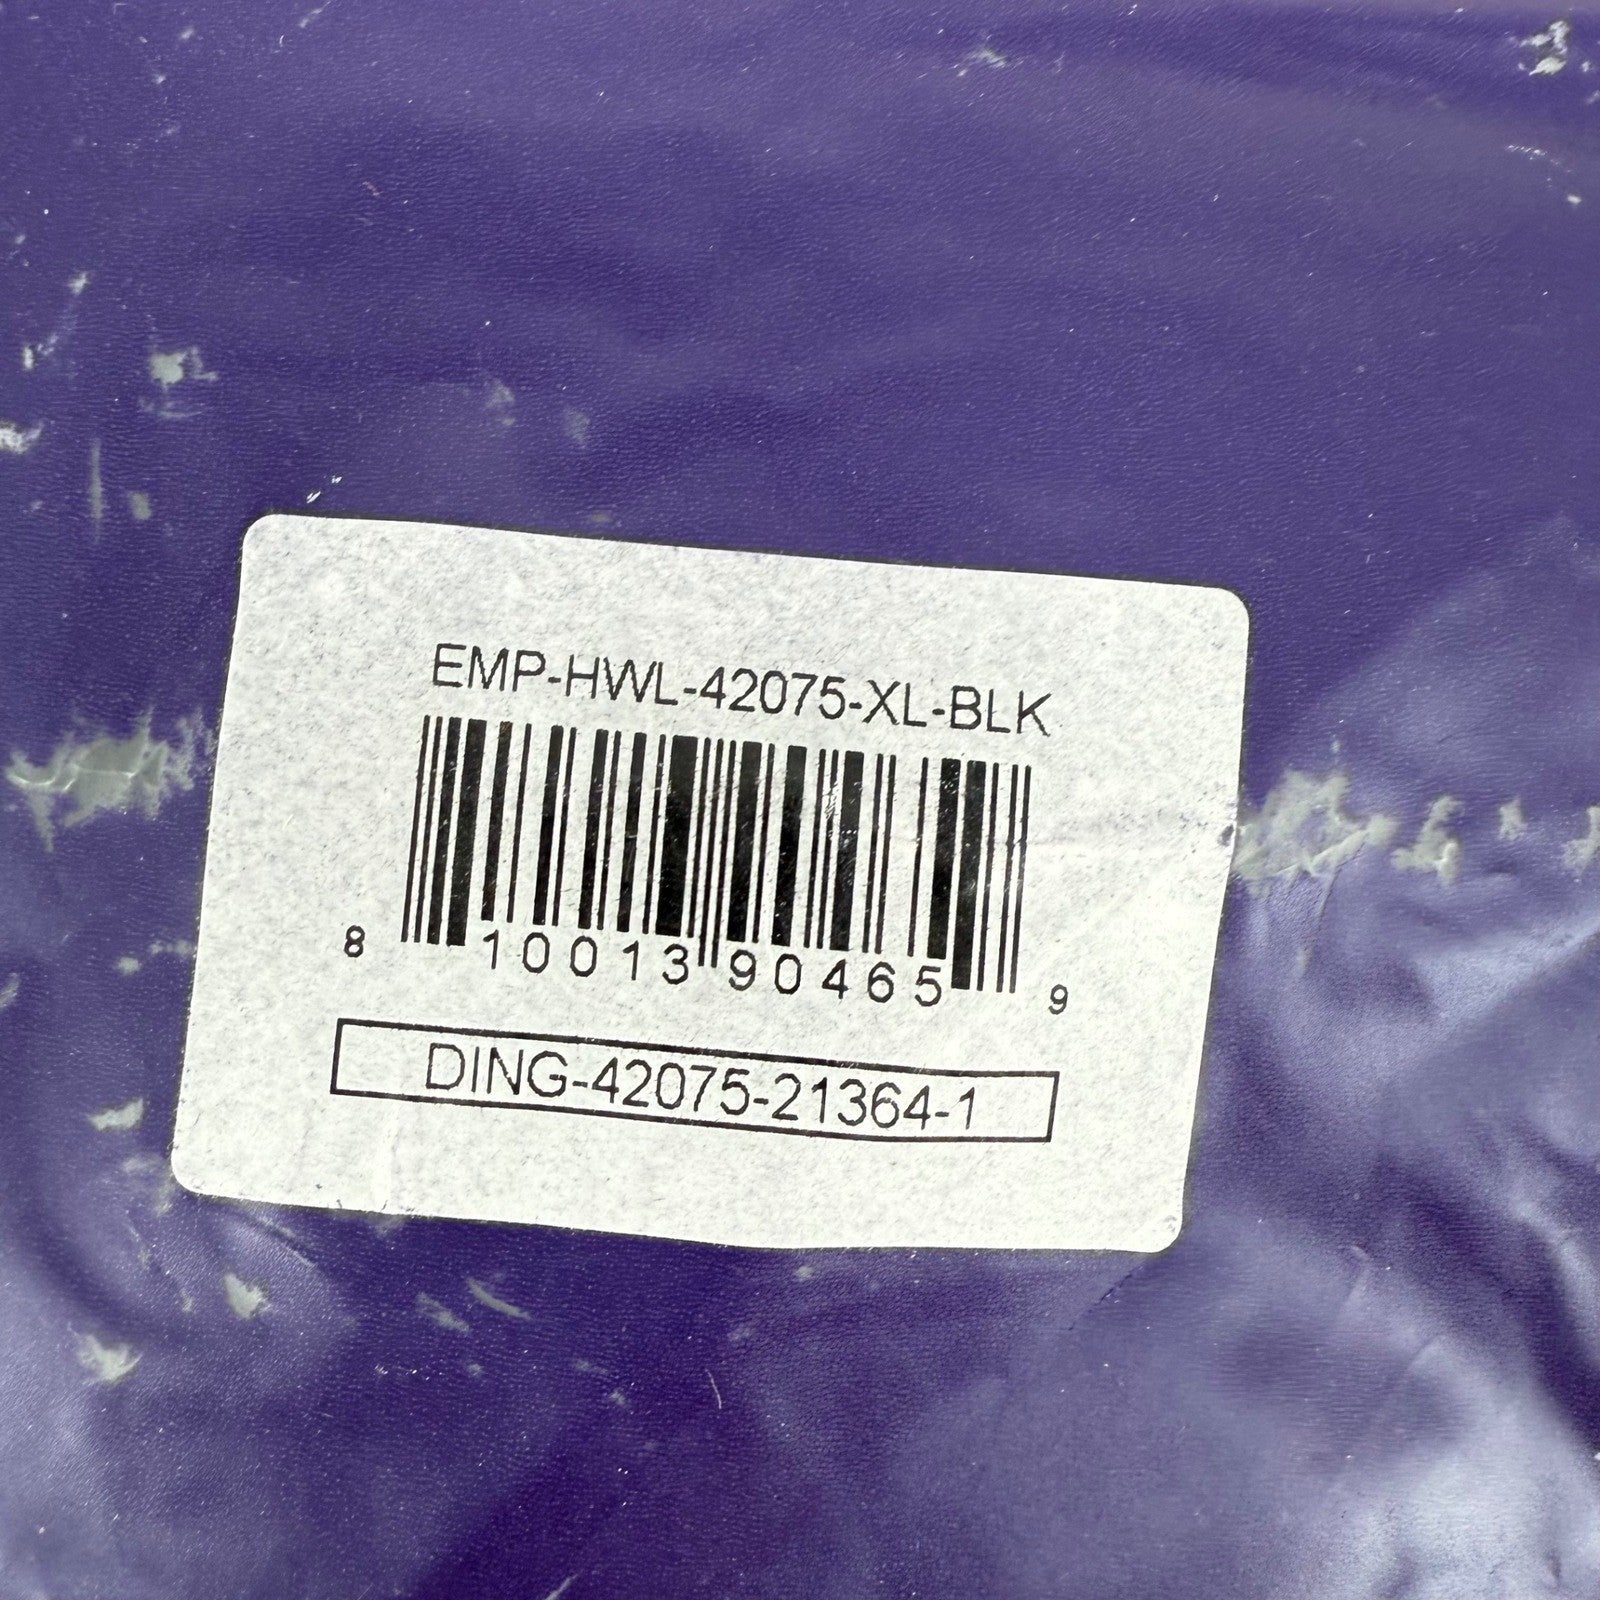 EMP-HWL-42075-XL-BLK
8 10013 90465 9
DING-42075-21364-1